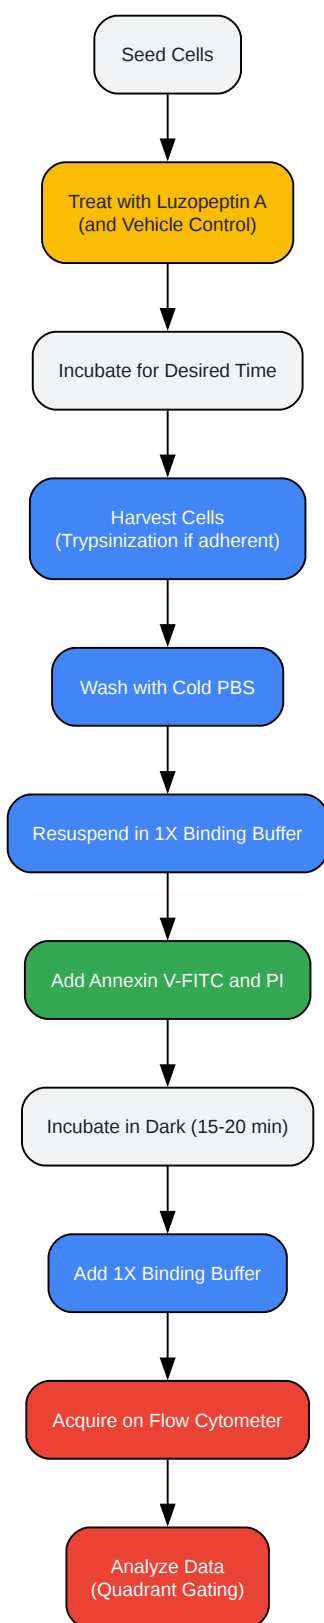 Seed Cells
Treat with Luzopeptin A
(and Vehicle Control)
Incubate for Desired Time
Harvest Cells
(Trypsinization if adherent)
Wash with Cold PBS
Resuspend in 1X Binding Buffer
Add Annexin V-FITC and PI
Incubate in Dark (15-20 min)
Add 1X Binding Buffer
Acquire on Flow Cytometer
Analyze Data
(Quadrant Gating)